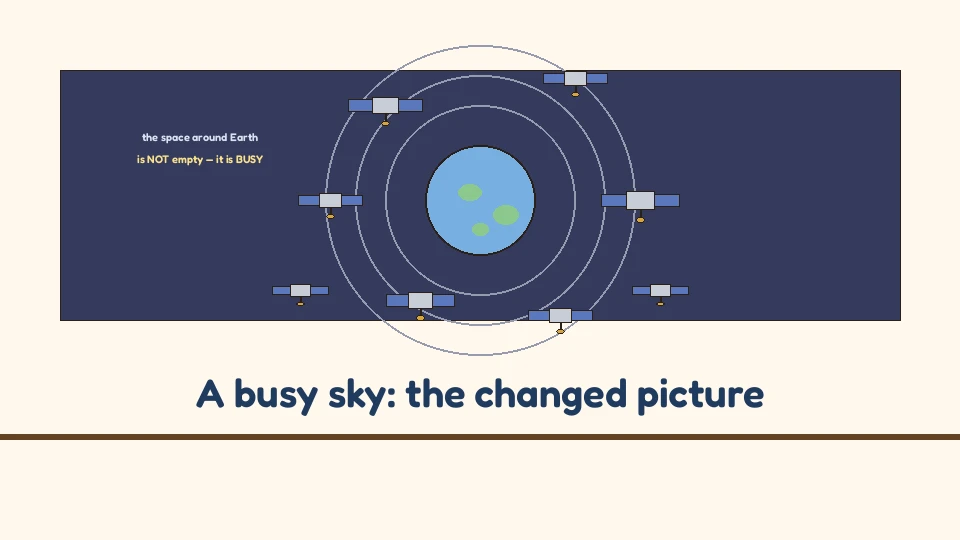 the space around Earth
is NOT empty — it is BUSY
A busy sky: the changed picture